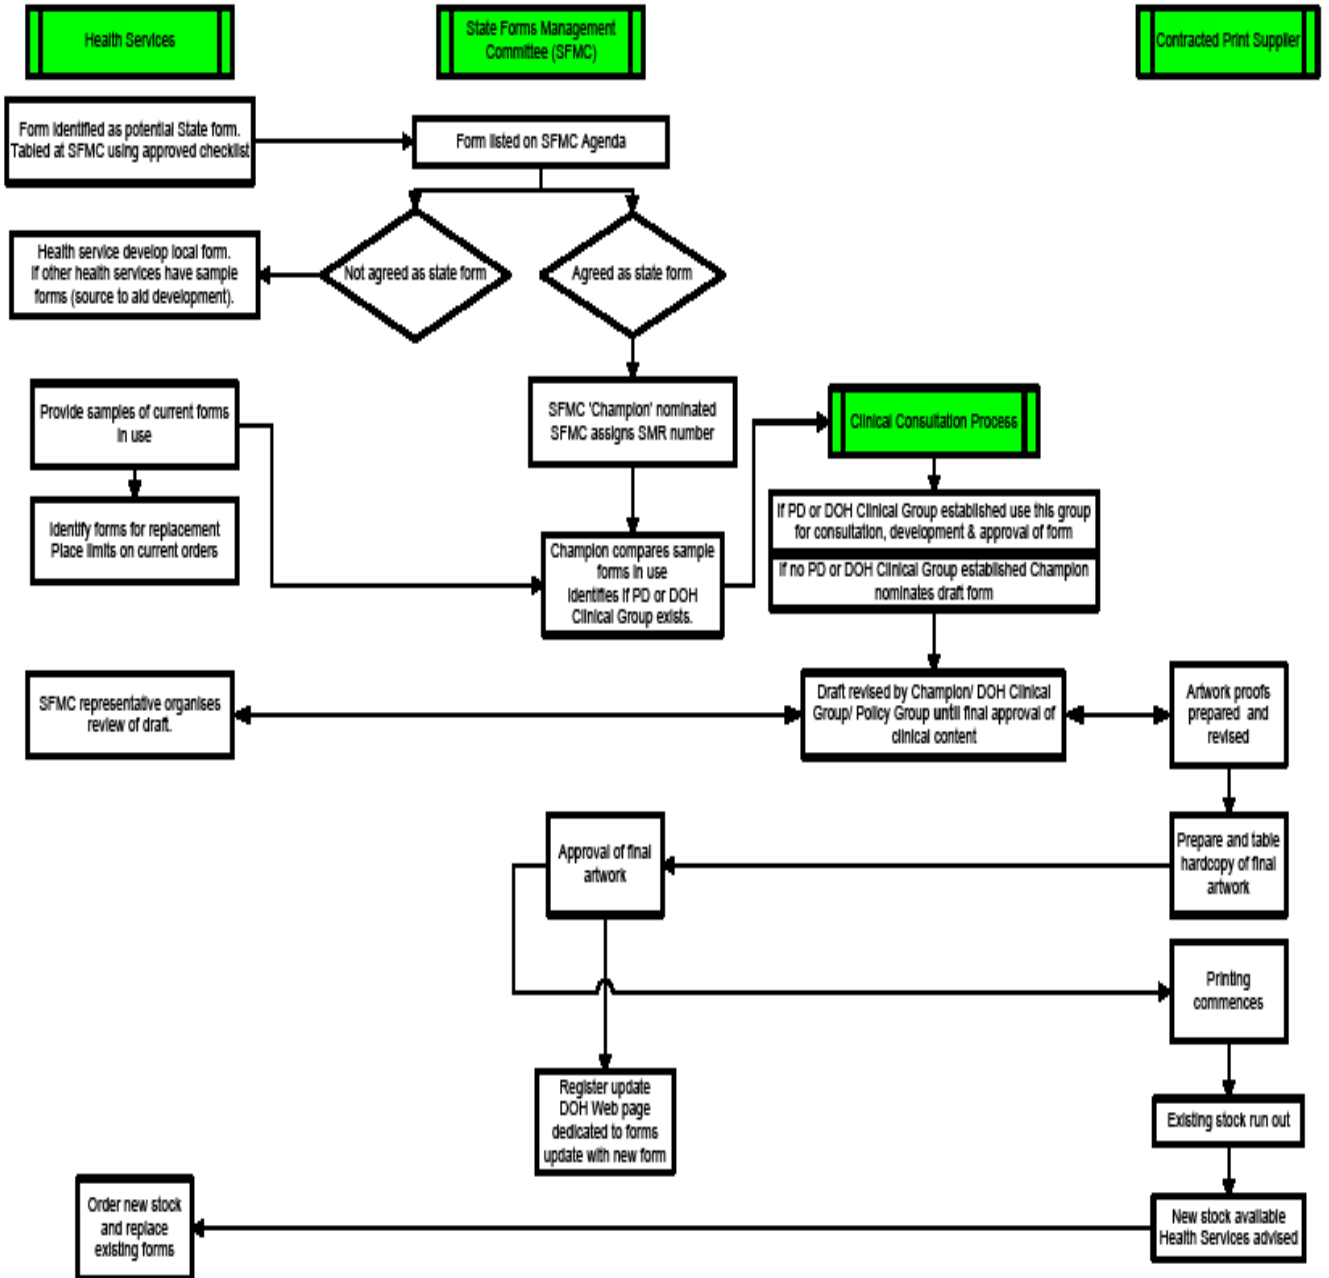 Health Services
State Forms Management
Committee (SFMC)
Contracted Print Supplier
Form identified as potential State form.
Tabled at SFMC using approved checklist
Form listed on SFMC Agenda
Health service develop local form.
If other health services have sample
forms (source to aid development).
Not agreed as state form
Agreed as state form
Provide samples of current forms
in use
SFMC 'Champion' nominated
SFMC assigns SMR number
Clinical Consultation Process
Identify forms for replacement
Place limits on current orders
Champion compares sample
forms in use
Identifies if PD or DOH
Clinical Group exists.
If PD or DOH Clinical Group established use this group
for consultation, development & approval of form
If no PD or DOH Clinical Group established Champion
nominates draft form
SFMC representative organises
review of draft.
Draft revised by Champion/ DOH Clinical
Group/ Policy Group until final approval of
clinical content
Artwork proofs
prepared and
revised
Approval of final
artwork
Prepare and table
hardcopy of final
artwork
Printing
commences
Register update
DOH Web page
dedicated to forms
update with new form
Existing stock run out
Order new stock
and replace
existing forms
New stock available
Health Services advised